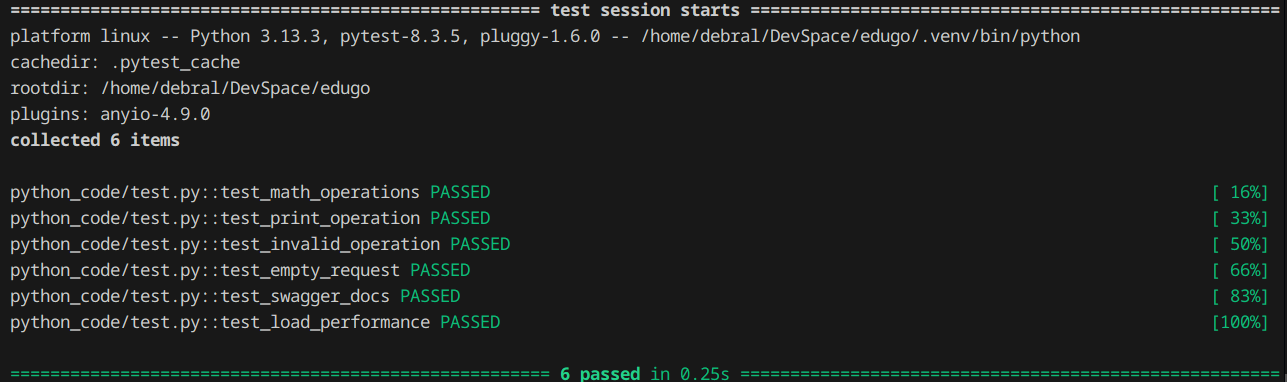 ===================================================== test session starts =====================================================
platform linux -- Python 3.13.3, pytest-8.3.5, pluggy-1.6.0 -- /home/debral/DevSpace/edugo/.venv/bin/python
cachedir: .pytest_cache
rootdir: /home/debral/DevSpace/edugo
plugins: anyio-4.9.0
collected 6 items
python_code/test.py::test_math_operations PASSED [ 16%]
python_code/test.py::test_print_operation PASSED [ 33%]
python_code/test.py::test_invalid_operation PASSED [ 50%]
python_code/test.py::test_empty_request PASSED [ 66%]
python_code/test.py::test_swagger_docs PASSED [ 83%]
python_code/test.py::test_load_performance PASSED [100%]
====================================================== 6 passed in 0.25s ======================================================